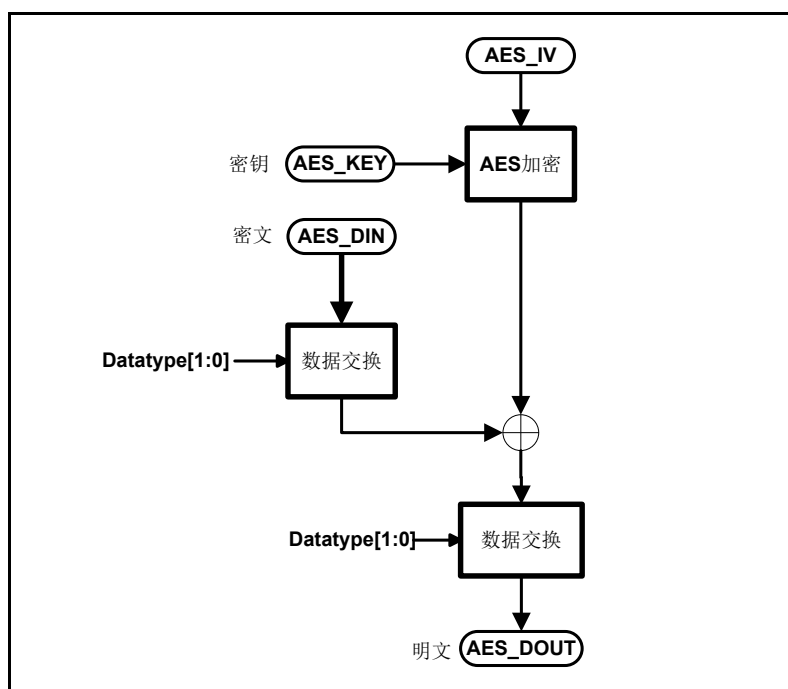 AES_IV
密钥 AES_KEY
AES加密
密文 AES_DIN
Datatype[1:0]
数据交换
Datatype[1:0]
数据交换
明文 AES_DOUT